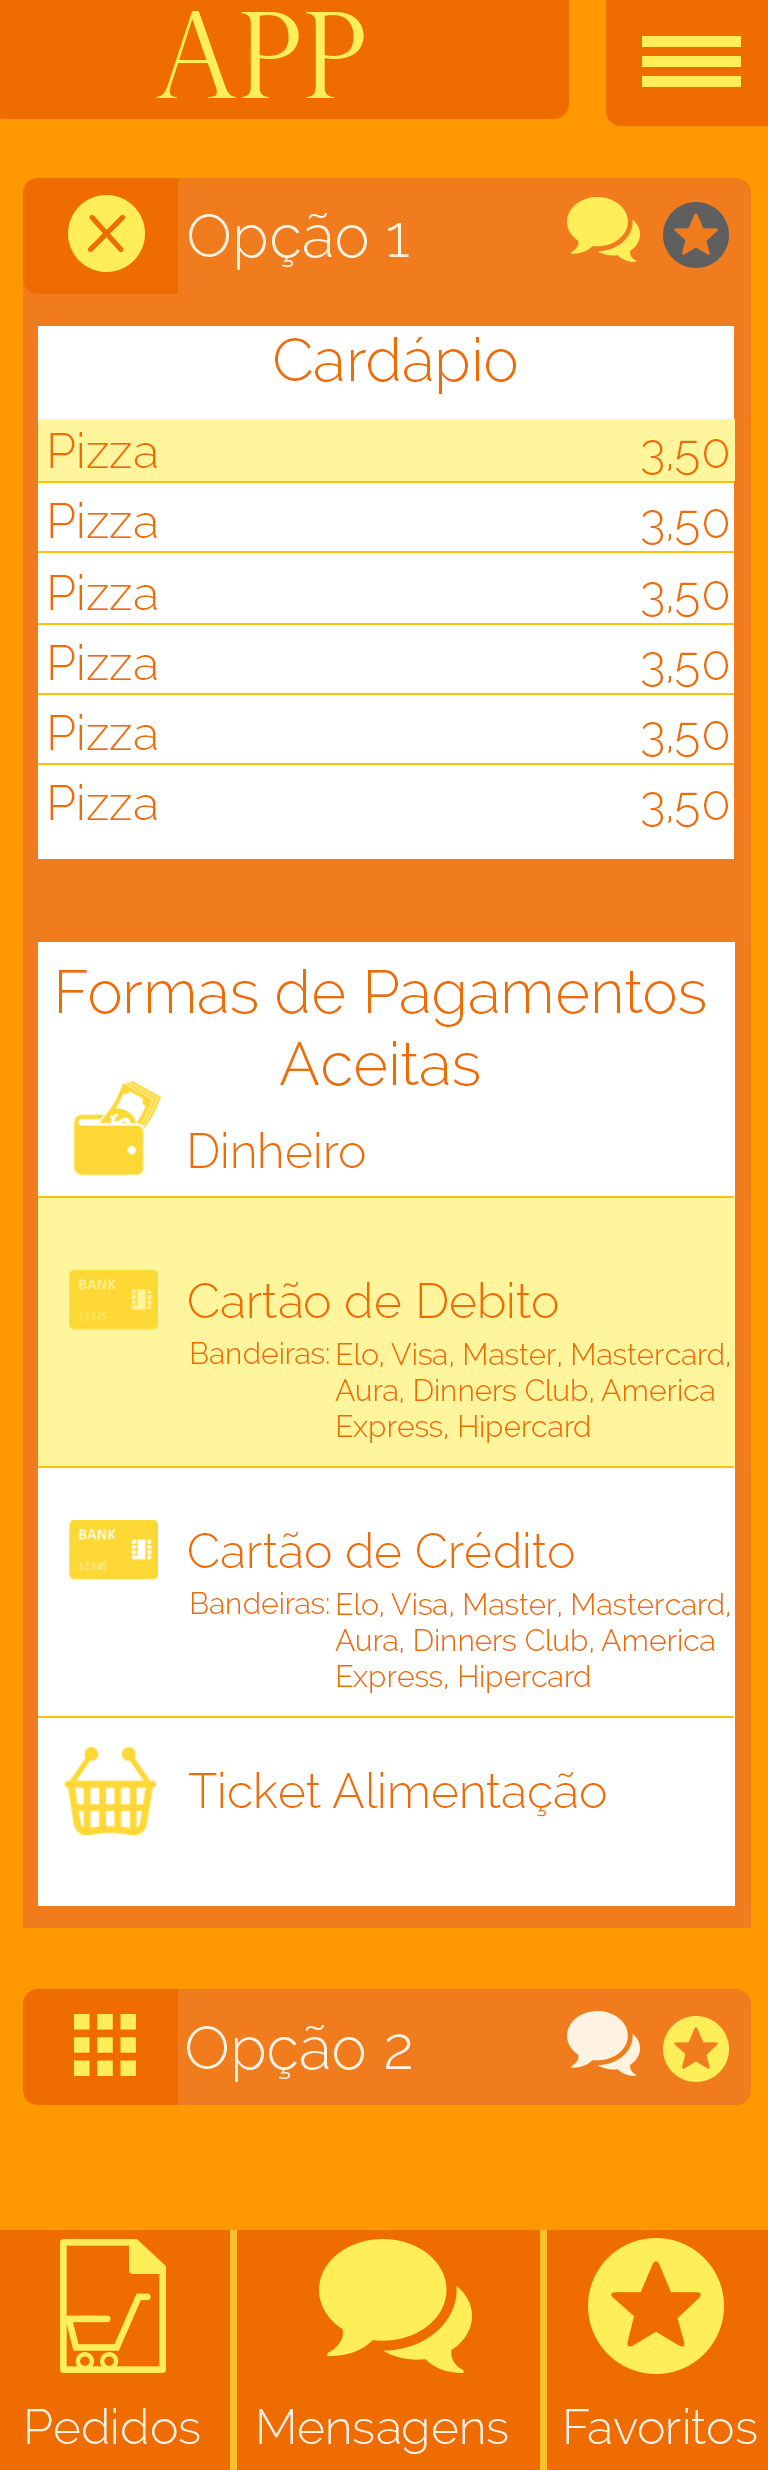 APP
Opção 1
Cardápio
Pizza 3,50
Pizza 3,50
Pizza 3,50
Pizza 3,50
Pizza 3,50
Pizza 3,50
Formas de Pagamentos
Aceitas
Dinheiro
BANK
12345
Cartão de Debito
Bandeiras: Elo, Visa, Master, Mastercard,
Aura, Dinners Club, America
Express, Hipercard
BANK
12345
Cartão de Crédito
Bandeiras: Elo, Visa, Master, Mastercard,
Aura, Dinners Club, America
Express, Hipercard
Ticket Alimentação
Opção 2
Pedidos Mensagens Favoritos